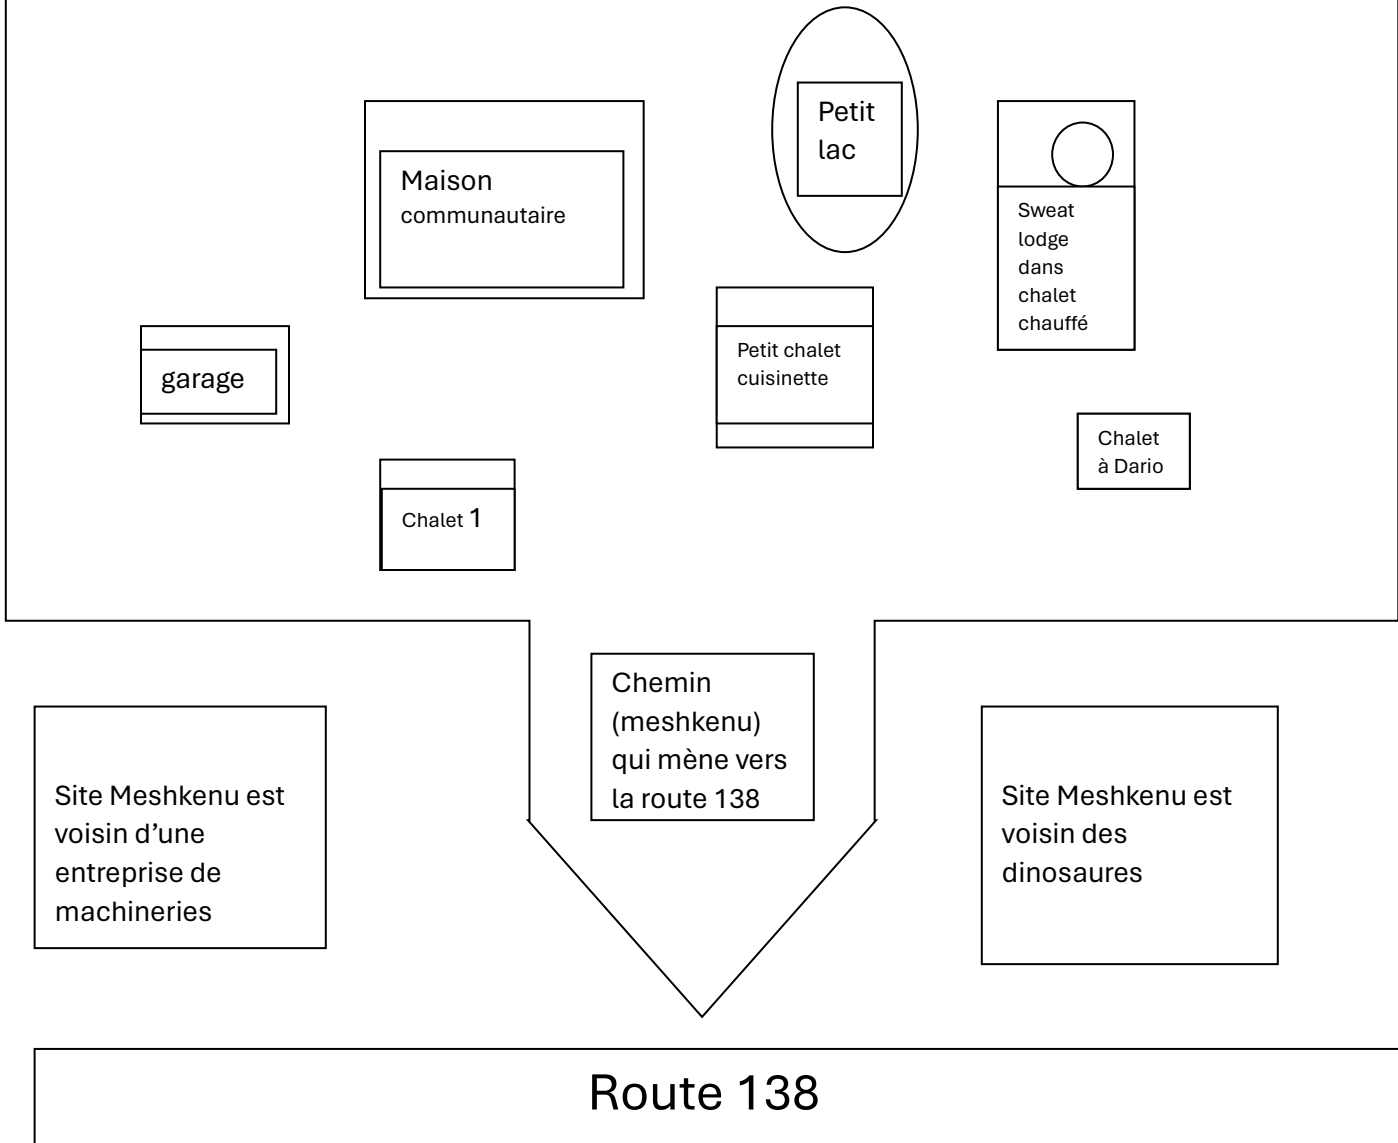 Petit
lac
Maison
communautaire
Sweat
lodge
dans
chalet
chauffé
garage
Petit chalet
cuisinette
Chalet
à Dario
Chalet 1
Chemin
(meshkenu)
qui mène vers
la route 138
Site Meshkenu est
voisin d’une
entreprise de
machineries
Site Meshkenu est
voisin des
dinosaures
Route 138